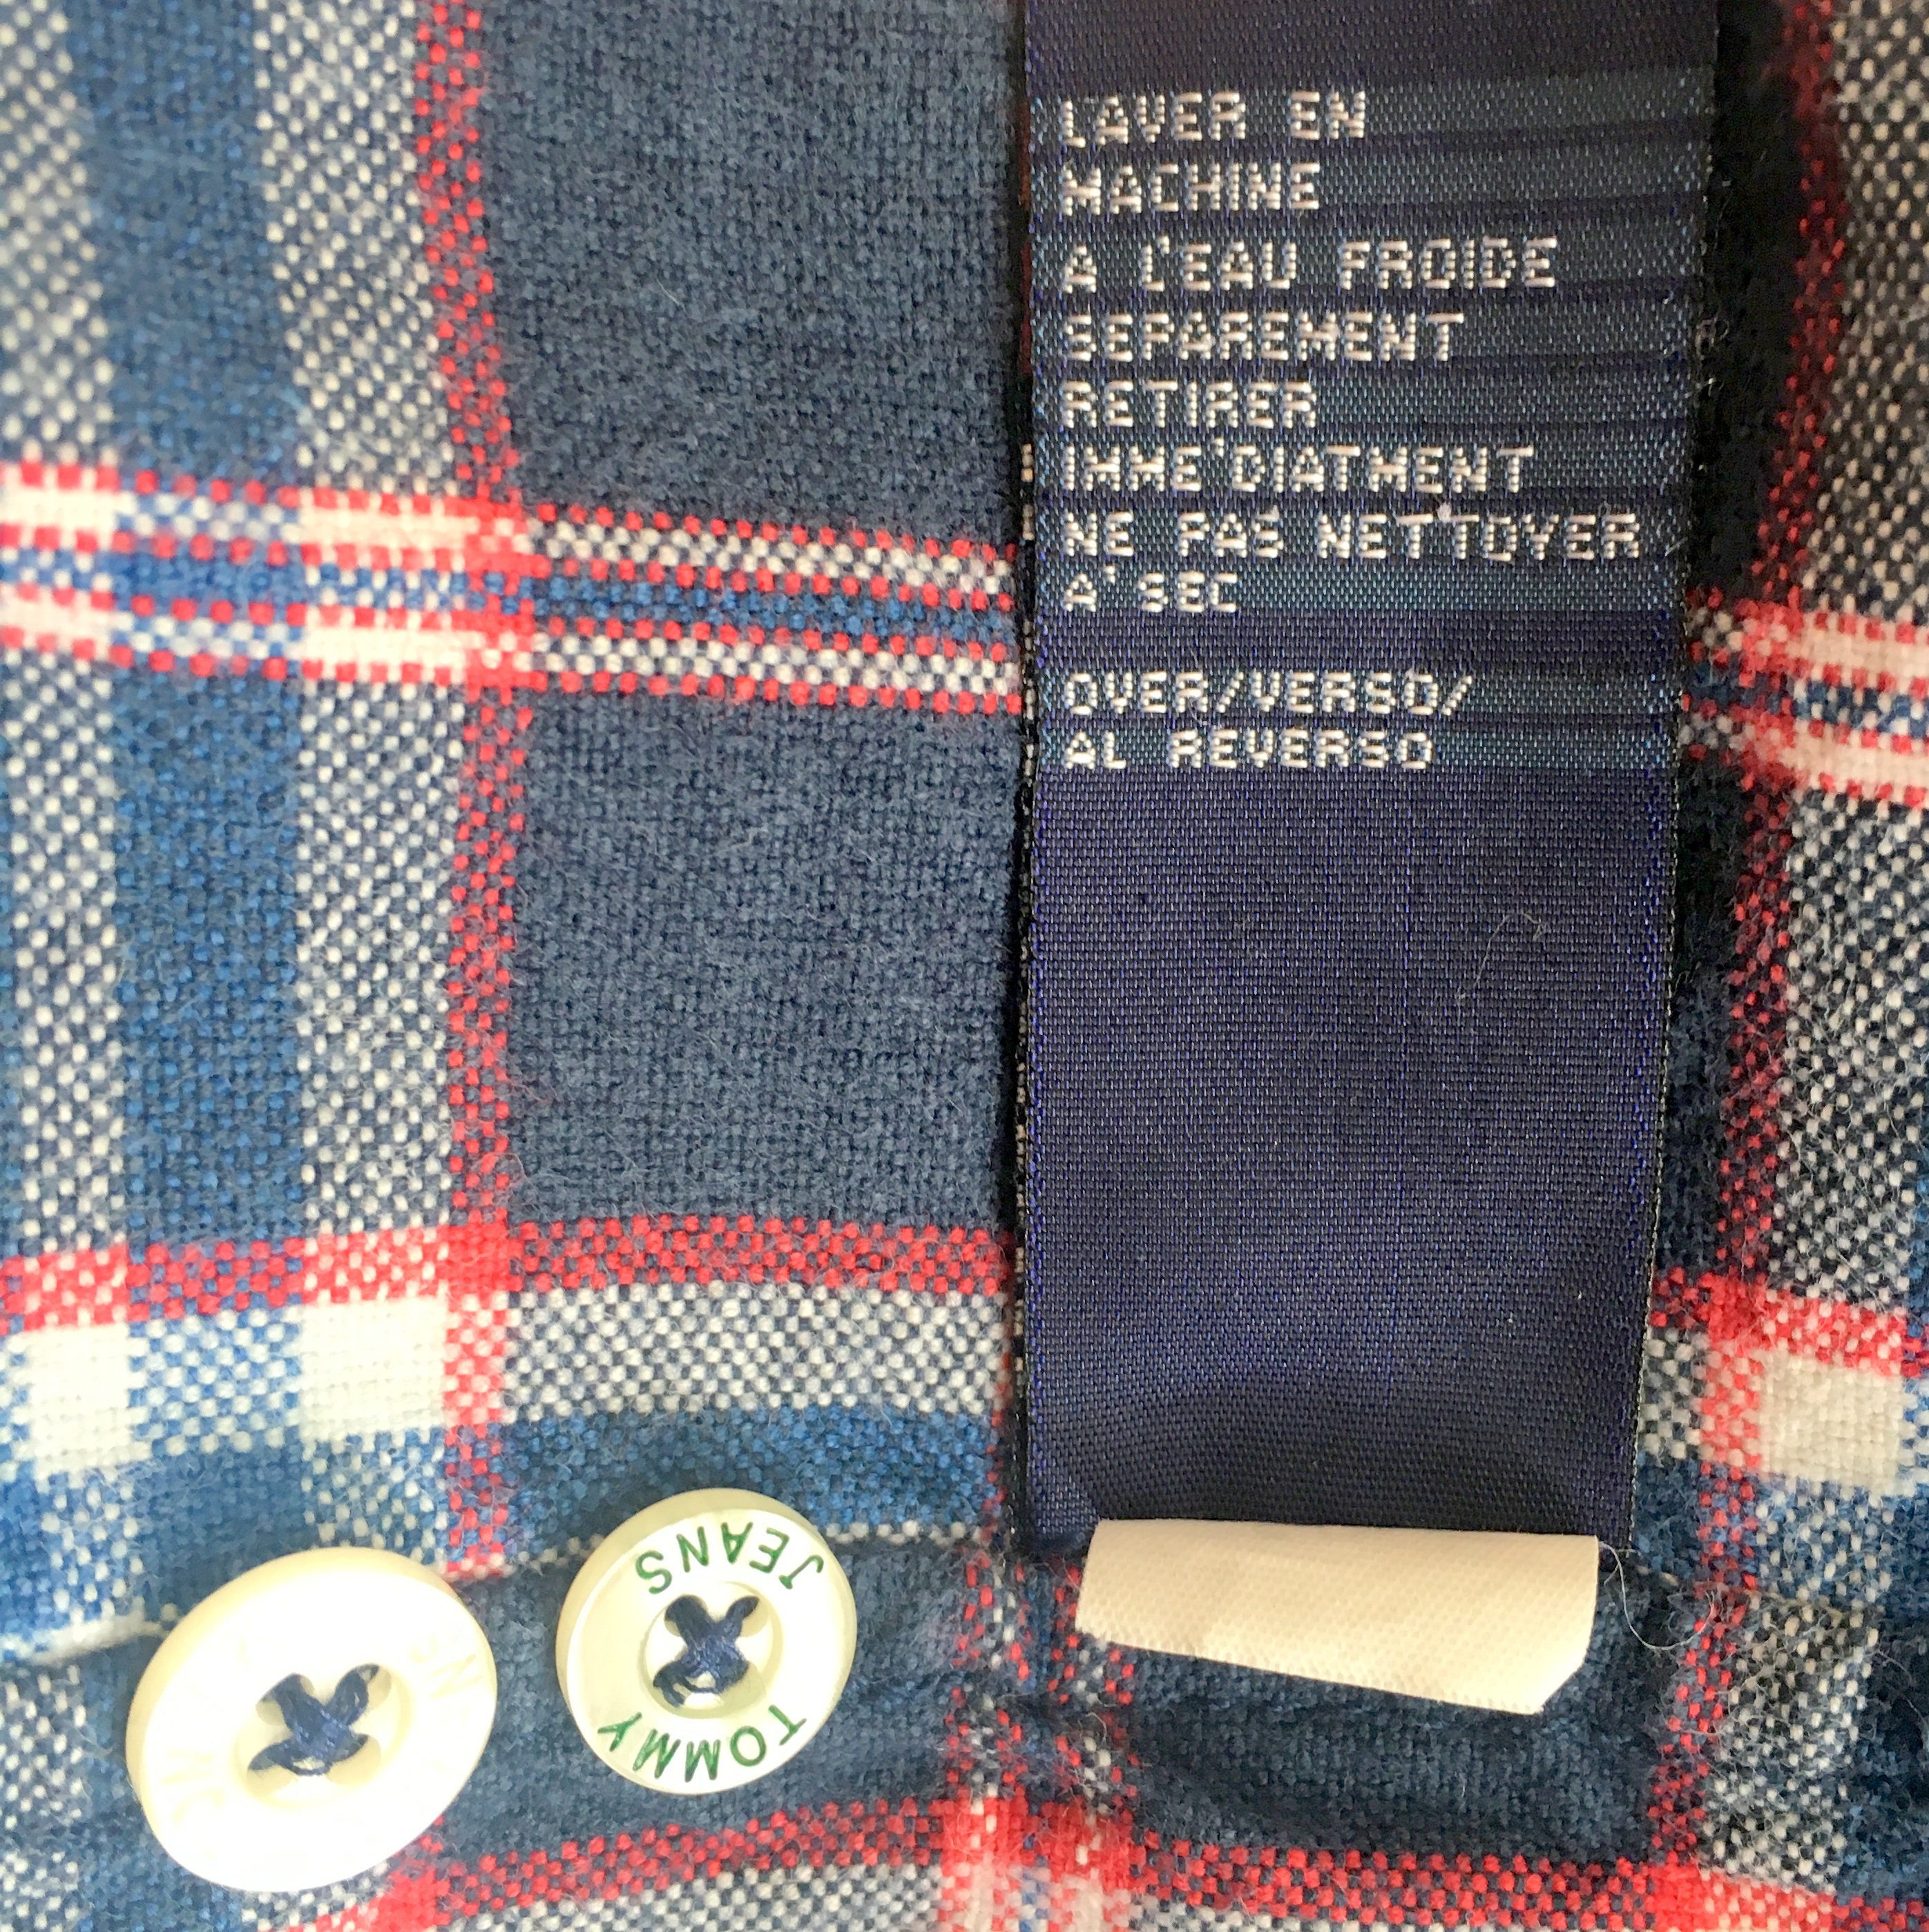 LAVER EN
MACHINE
A L'EAU FROIDE
SEPAREMENT
RETIRER
IMME'DIATMENT
NE PAS NETTOYER
A' SEC
OVER/VERSO/
AL REVERSO
JEANS
TOMMY